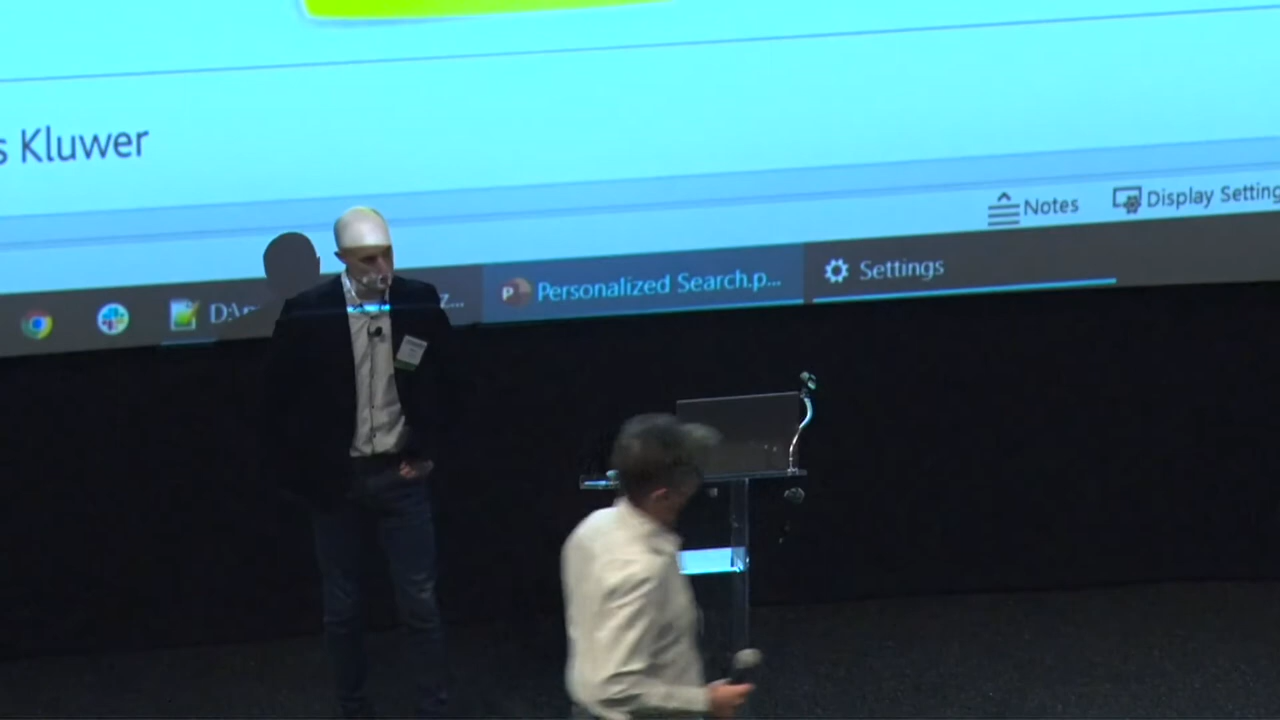 s Kluwer
Notes
Display Setting
D:\
z...
Personalized Search.p...
Settings